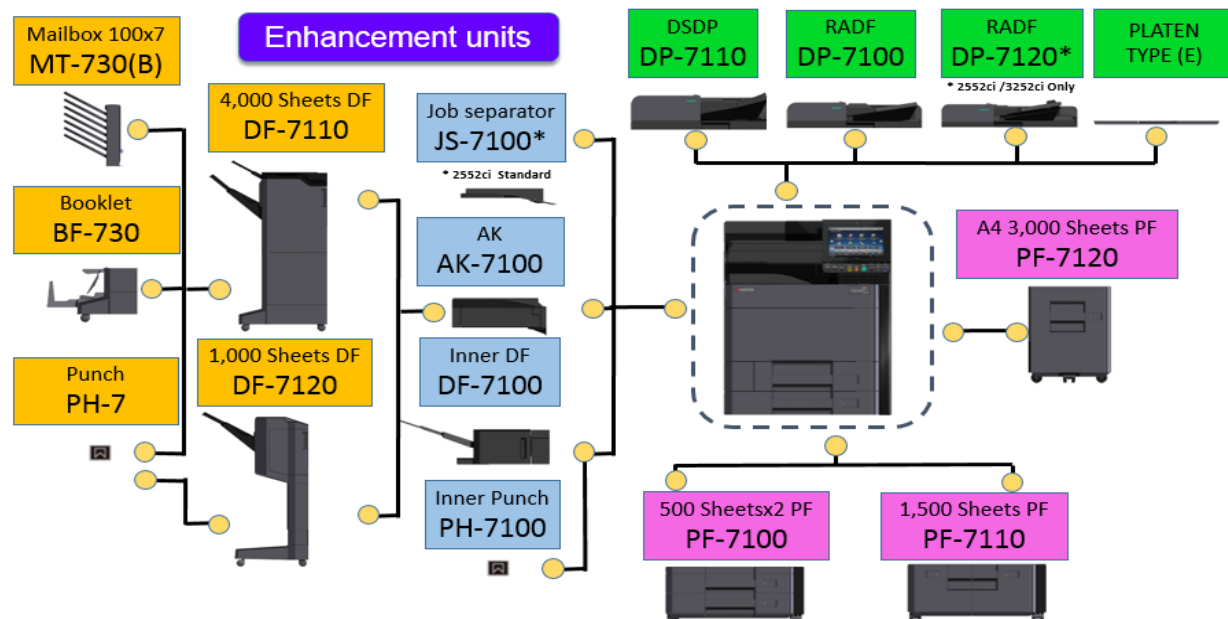 Enhancement units
Mailbox 100x7
MT-730(B)
Booklet
BF-730
Punch
PH-7
4,000 Sheets DF
DF-7110
1,000 Sheets DF
DF-7120
Job separator
JS-7100*
* 2552ci Standard
AK
AK-7100
Inner DF
DF-7100
Inner Punch
PH-7100
DSDP
DP-7110
RADF
DP-7100
RADF
DP-7120*
* 2552ci /3252ci Only
PLATEN
TYPE (E)
A4 3,000 Sheets PF
PF-7120
500 Sheetsx2 PF
PF-7100
1,500 Sheets PF
PF-7110